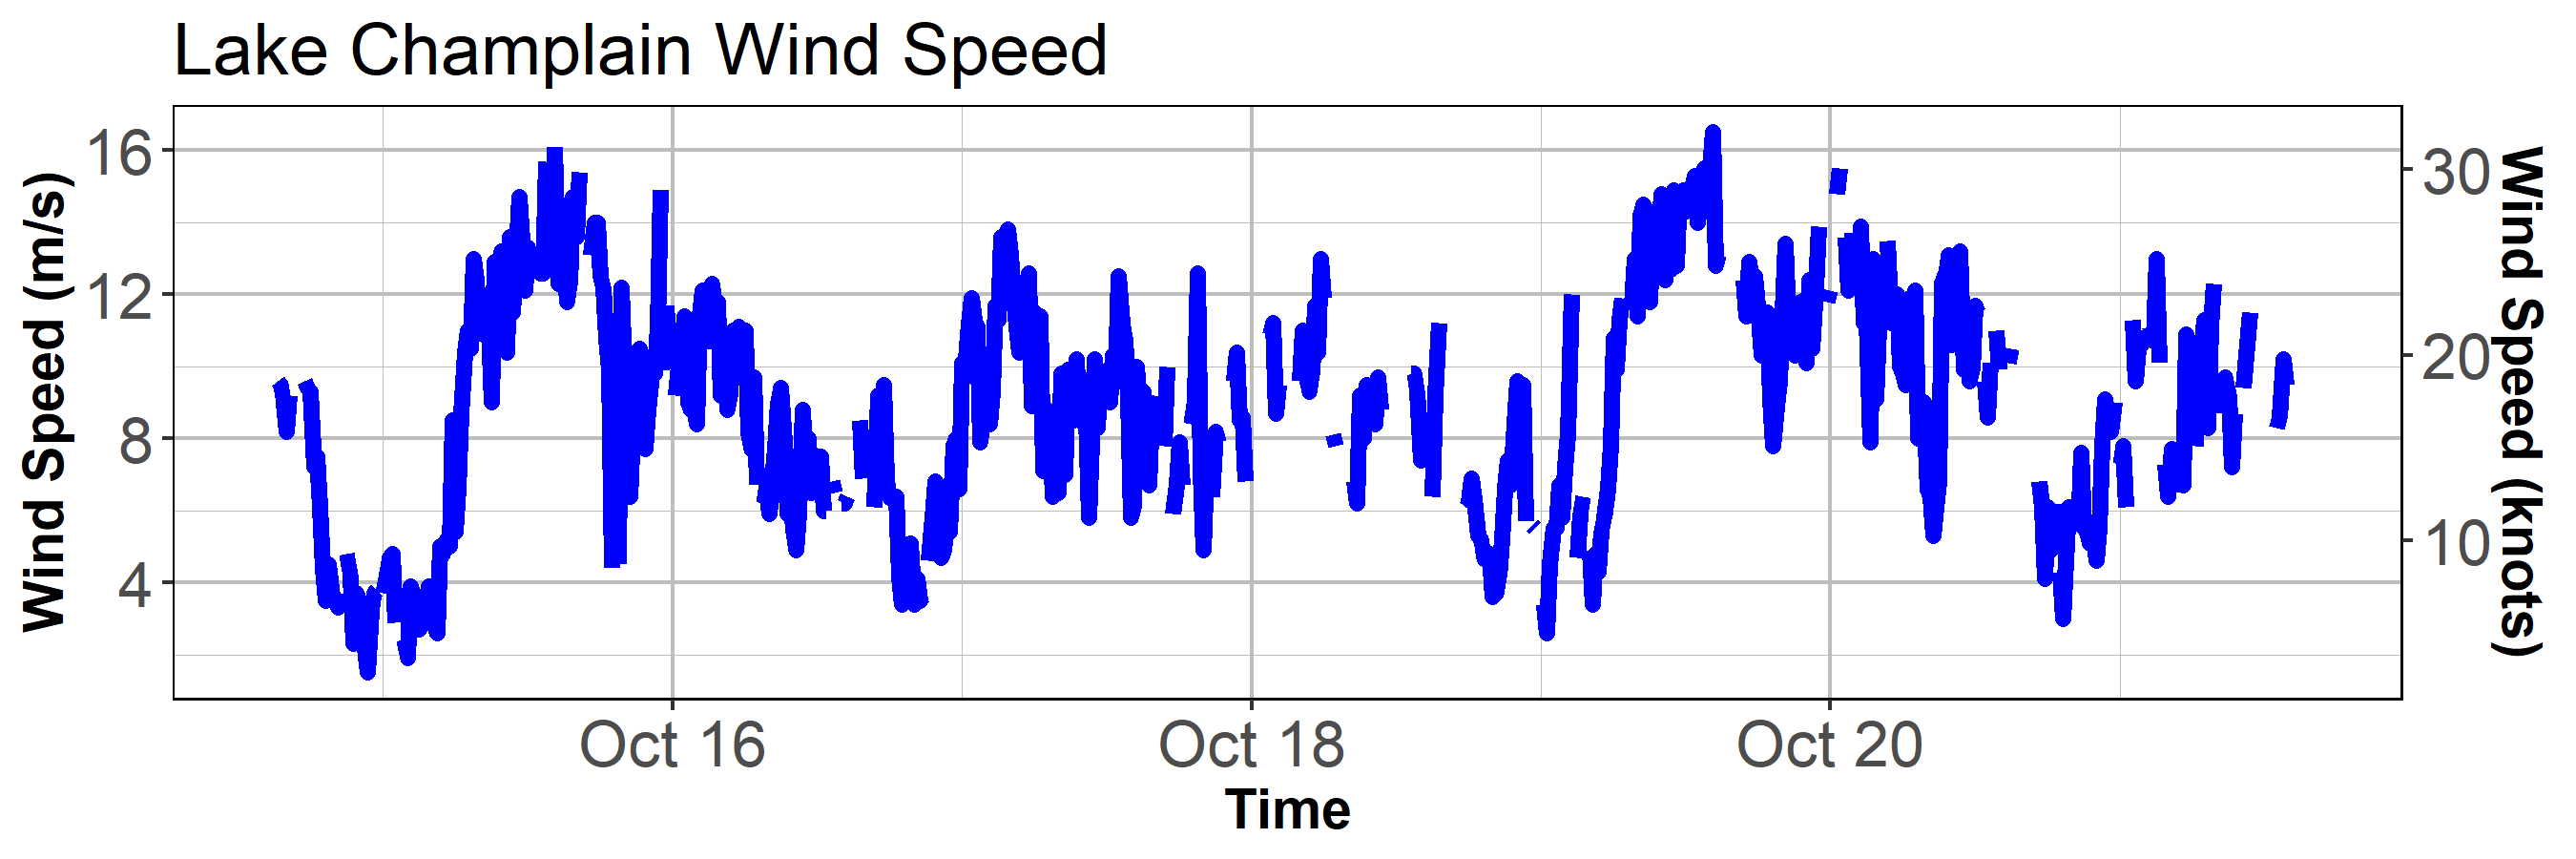 Lake Champlain Wind Speed
Wind Speed (m/s)
16
12
8
4
30
20
10
Wind Speed (knots)
Oct 16
Oct 18
Oct 20
Time